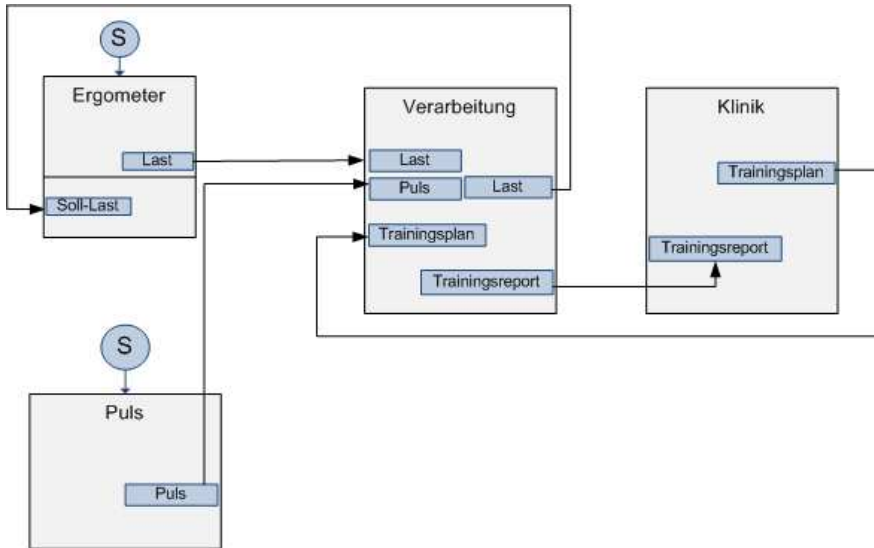 S
Ergometer
Last
Soll-Last
Verarbeitung
Last
Puls
Last
Trainingsplan
Trainingsreport
Klinik
Trainingsplan
Trainingsreport
S
Puls
Puls